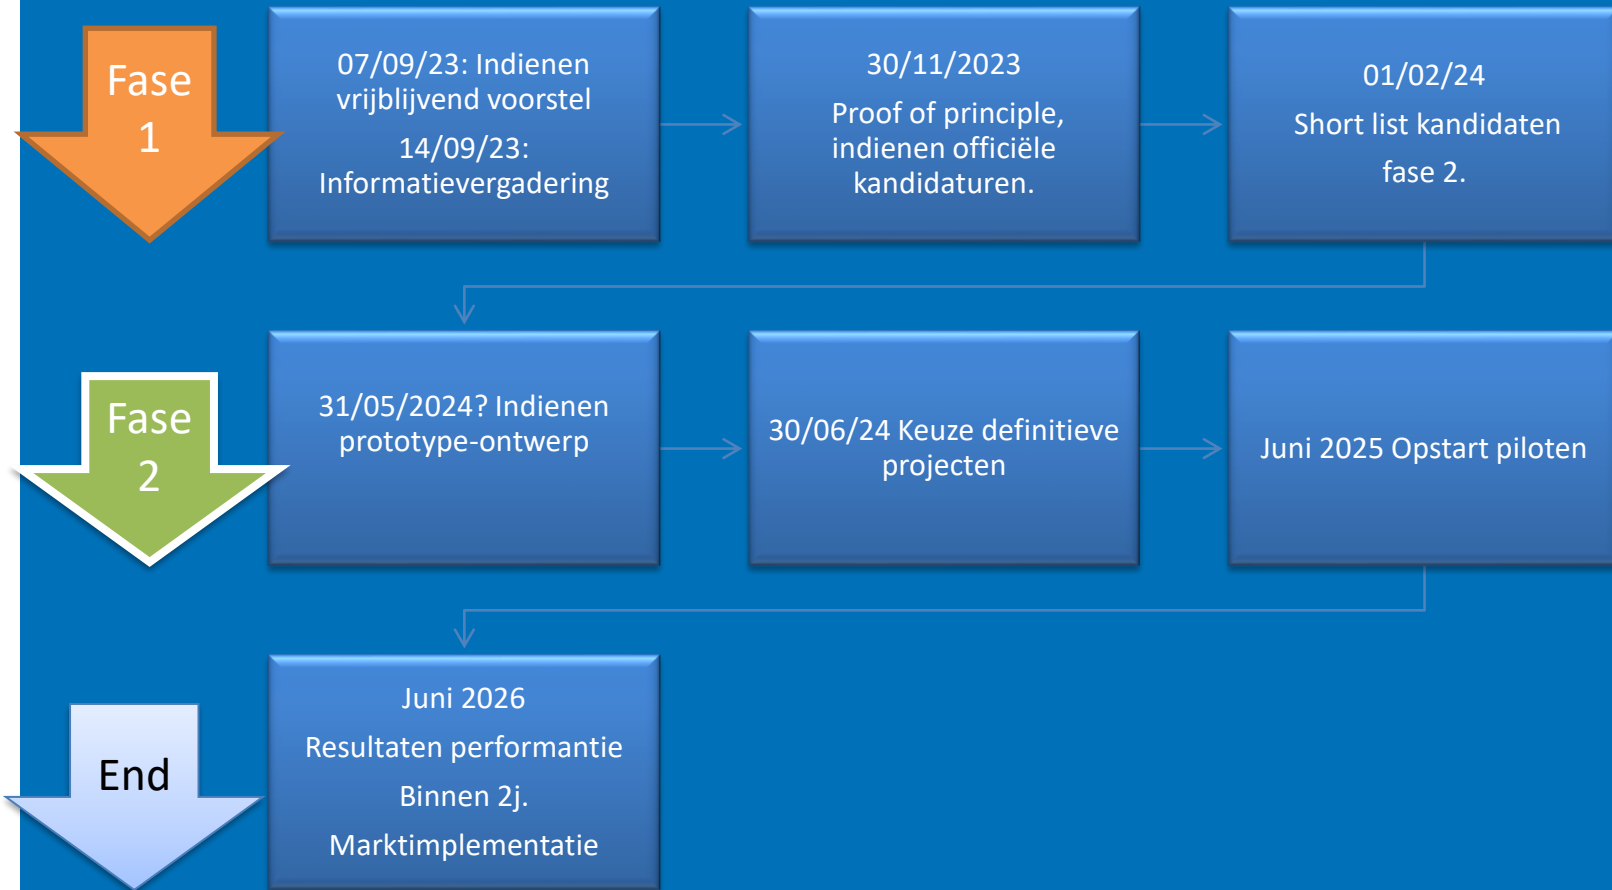 Fase
1
07/09/23: Indienen
vrijblijvend voorstel
14/09/23:
Informatievergadering
30/11/2023
Proof of principle,
indienen officiële
kandidaturen.
01/02/24
Short list kandidaten
fase 2.
Fase
2
31/05/2024? Indienen
prototype-ontwerp
30/06/24 Keuze definitieve
projecten
Juni 2025 Opstart piloten
End
Juni 2026
Resultaten performantie
Binnen 2j.
Marktimplementatie